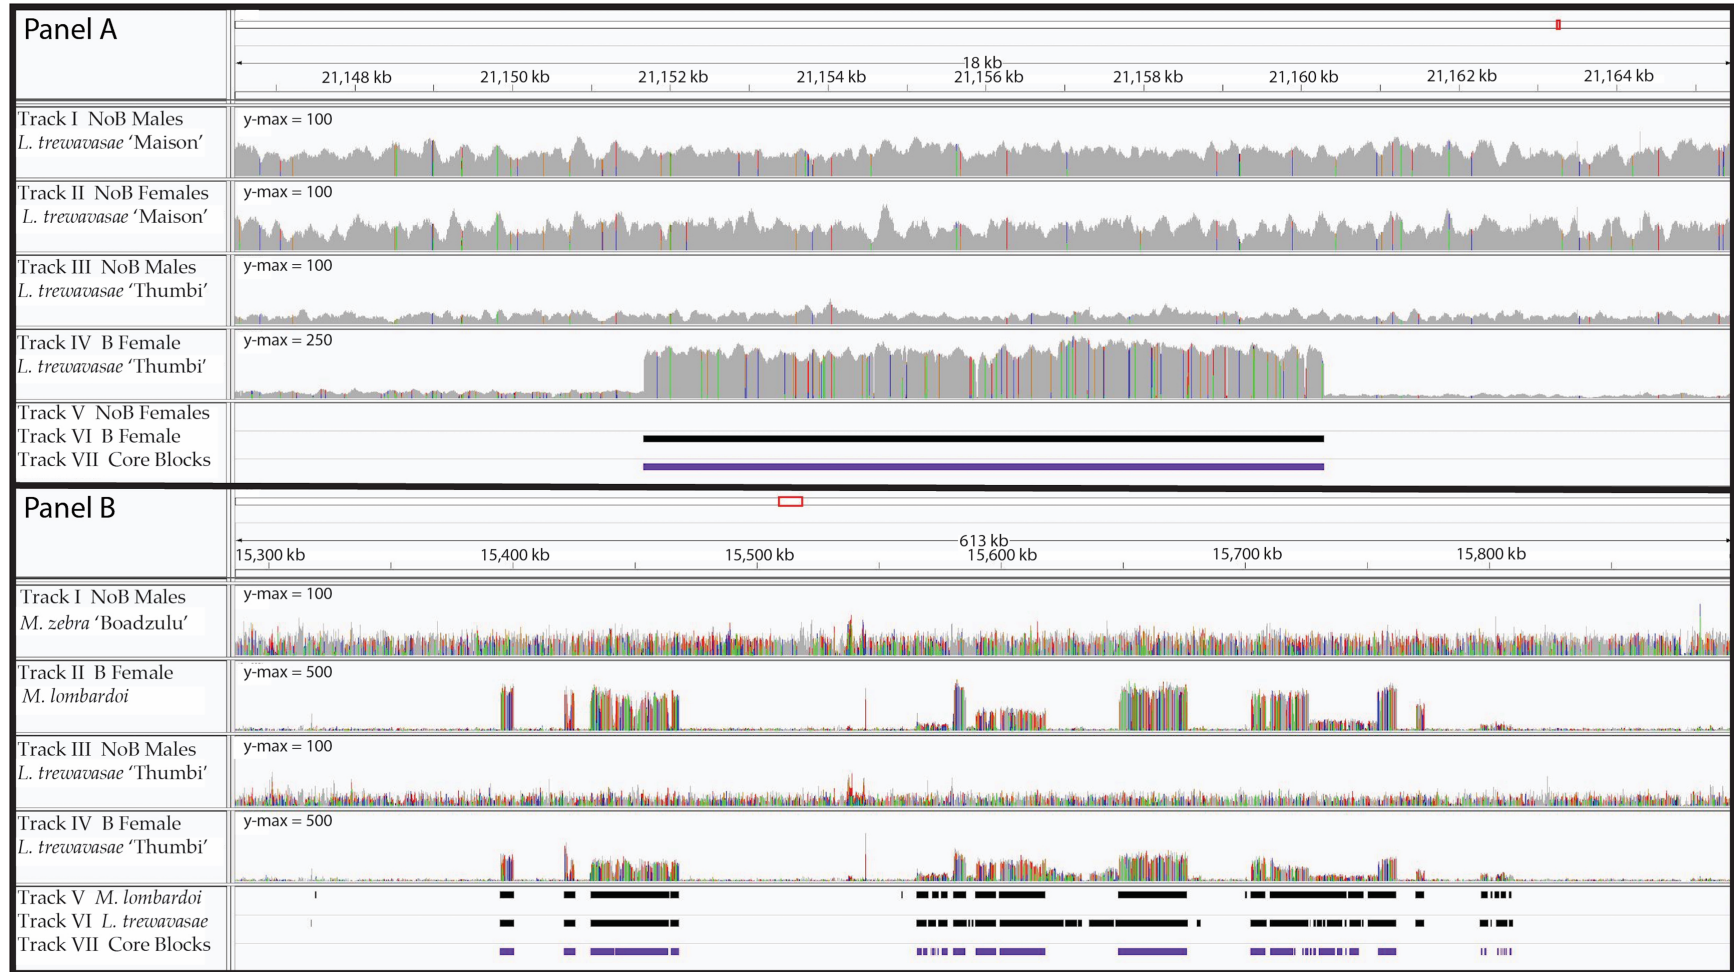 Panel A
18 kb
21,148 kb 21,150 kb 21,152 kb 21,154 kb 21,156 kb 21,158 kb 21,160 kb 21,162 kb 21,164 kb
Track I NoB Males
L. trewavasae ‘Maison’
y-max = 100
Track II NoB Females
L. trewavasae ‘Maison’
y-max = 100
Track III NoB Males
L. trewavasae ‘Thumbi’
y-max = 100
Track IV B Female
L. trewavasae ‘Thumbi’
y-max = 250
Track V NoB Females
Track VI B Female
Track VII Core Blocks
Panel B
613 kb
15,300 kb 15,400 kb 15,500 kb 15,600 kb 15,700 kb 15,800 kb
Track I NoB Males
M. zebra ‘Boadzulu’
y-max = 100
Track II B Female
M. lombardoi
y-max = 500
Track III NoB Males
L. trewavasae ‘Thumbi’
y-max = 100
Track IV B Female
L. trewavasae ‘Thumbi’
y-max = 500
Track V M. lombardoi
Track VI L. trewavasae
Track VII Core Blocks